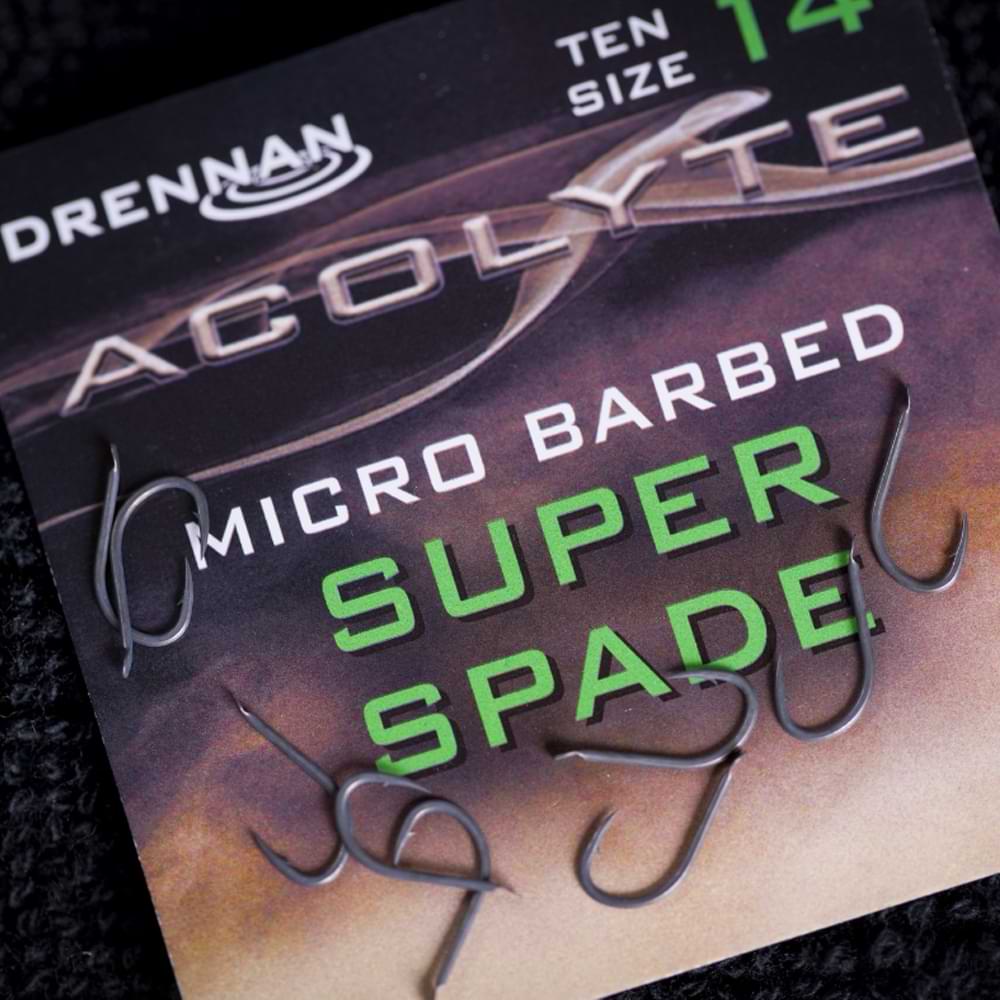 TEN
SIZE 14
DRENNAN
ACOLYTE
MICRO BARBED
SUPER
SPADE